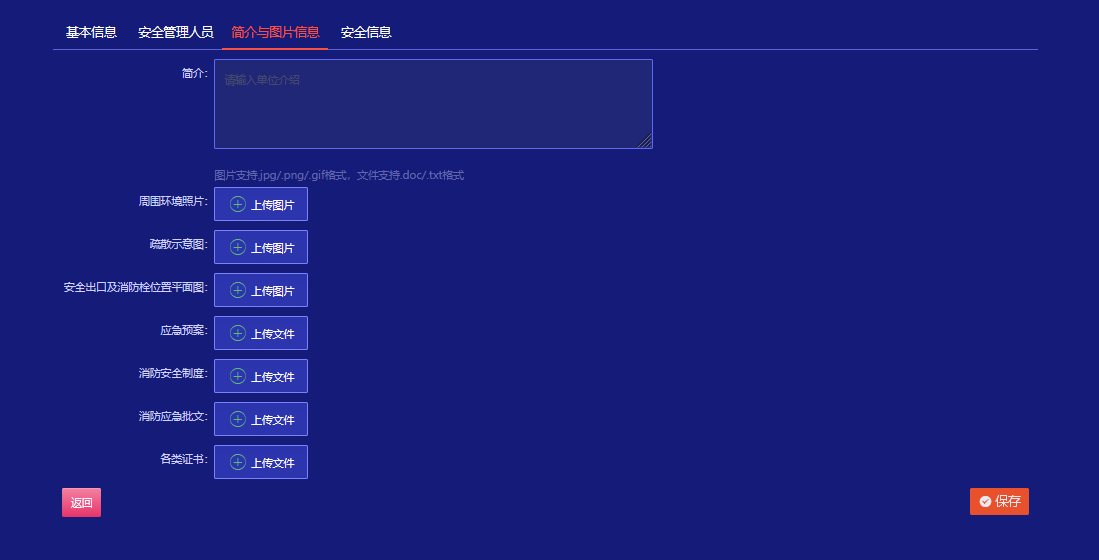 基本信息 安全管理人员 简介与图片信息 安全信息
简介: 请输入单位介绍
图片支持.jpg/.png/.gif格式，文件支持.doc/.txt格式
周围环境照片: 上传图片
疏散示意图: 上传图片
安全出口及消防栓位置平面图: 上传图片
应急预案: 上传文件
消防安全制度: 上传文件
消防应急批文: 上传文件
各类证书: 上传文件
返回 保存